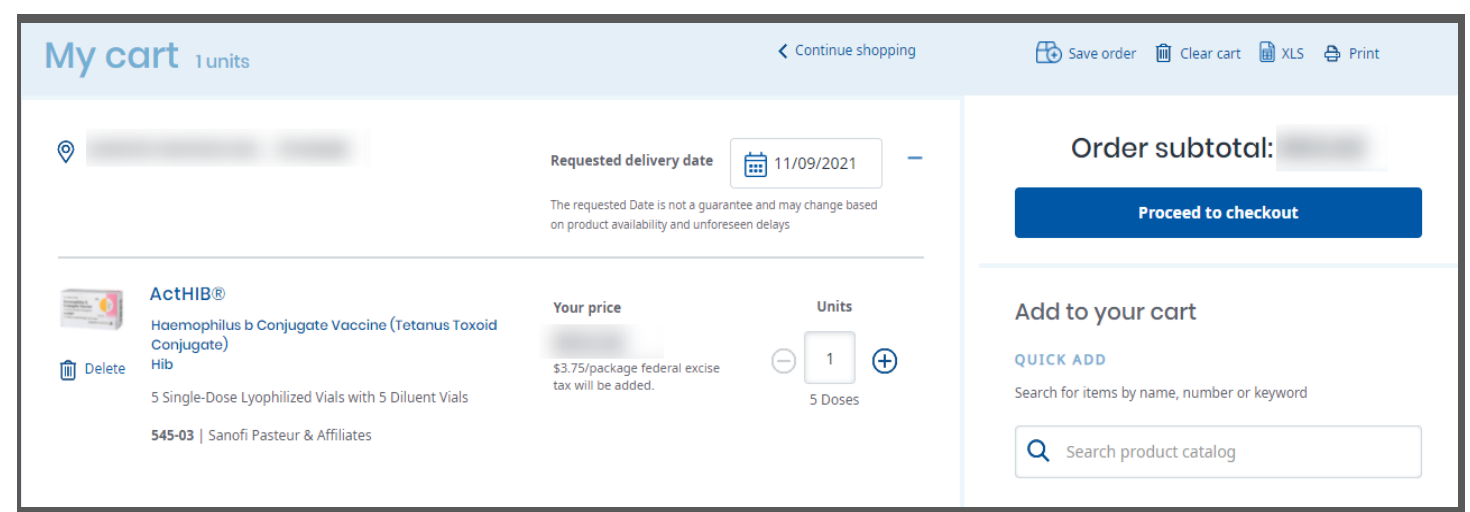 My cart 1 units
Continue shopping
Save order
Clear cart
XLS
Print
Requested delivery date
11/09/2021
The requested Date is not a guarantee and may change based
on product availability and unforeseen delays
Order subtotal:
Proceed to checkout
ActHIB®
Haemophilus b Conjugate Vaccine (Tetanus Toxoid
Conjugate)
Hib
Delete
5 Single-Dose Lyophilized Vials with 5 Diluent Vials
545-03 | Sanofi Pasteur & Affiliates
Your price
$3.75/package federal excise
tax will be added.
Units
1
5 Doses
Add to your cart
QUICK ADD
Search for items by name, number or keyword
Search product catalog